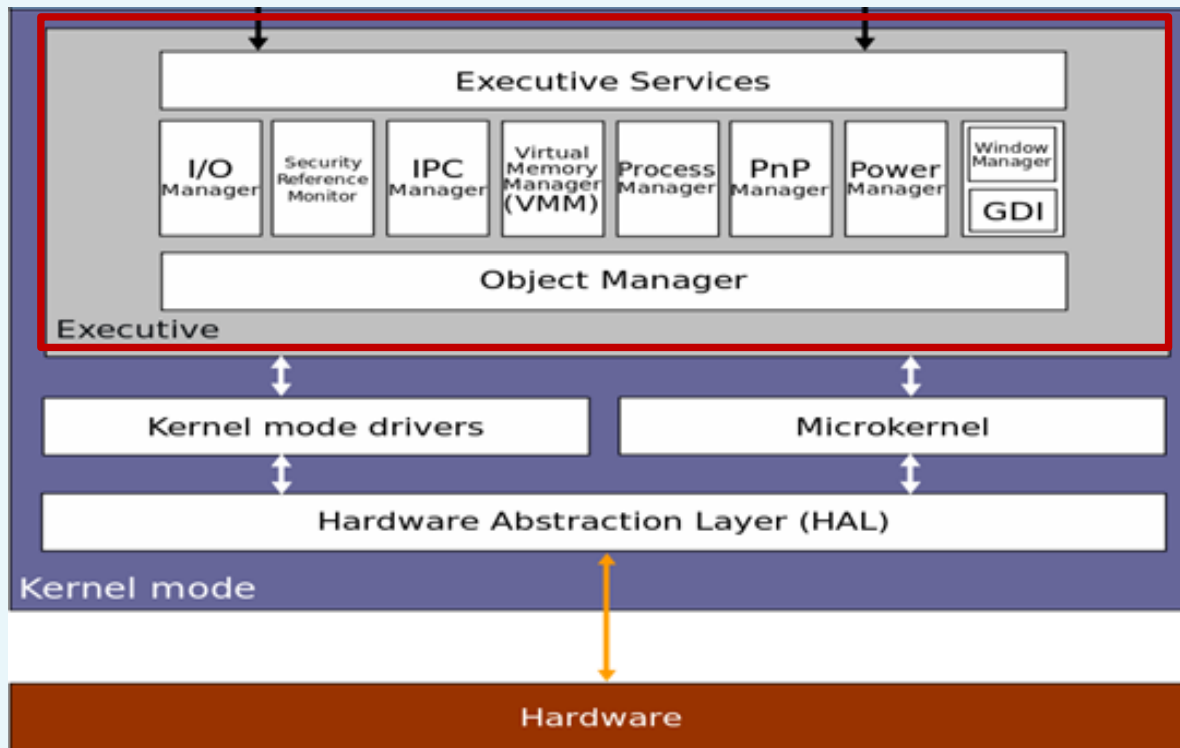 Executive Services
I/O
Manager
Security
Reference
Monitor
IPC
Manager
Virtual
Memory
Manager
(VMM)
Process
Manager
PnP
Manager
Power
Manager
Window
Manager
GDI
Object Manager
Executive
Kernel mode drivers
Microkernel
Hardware Abstraction Layer (HAL)
Kernel mode
Hardware